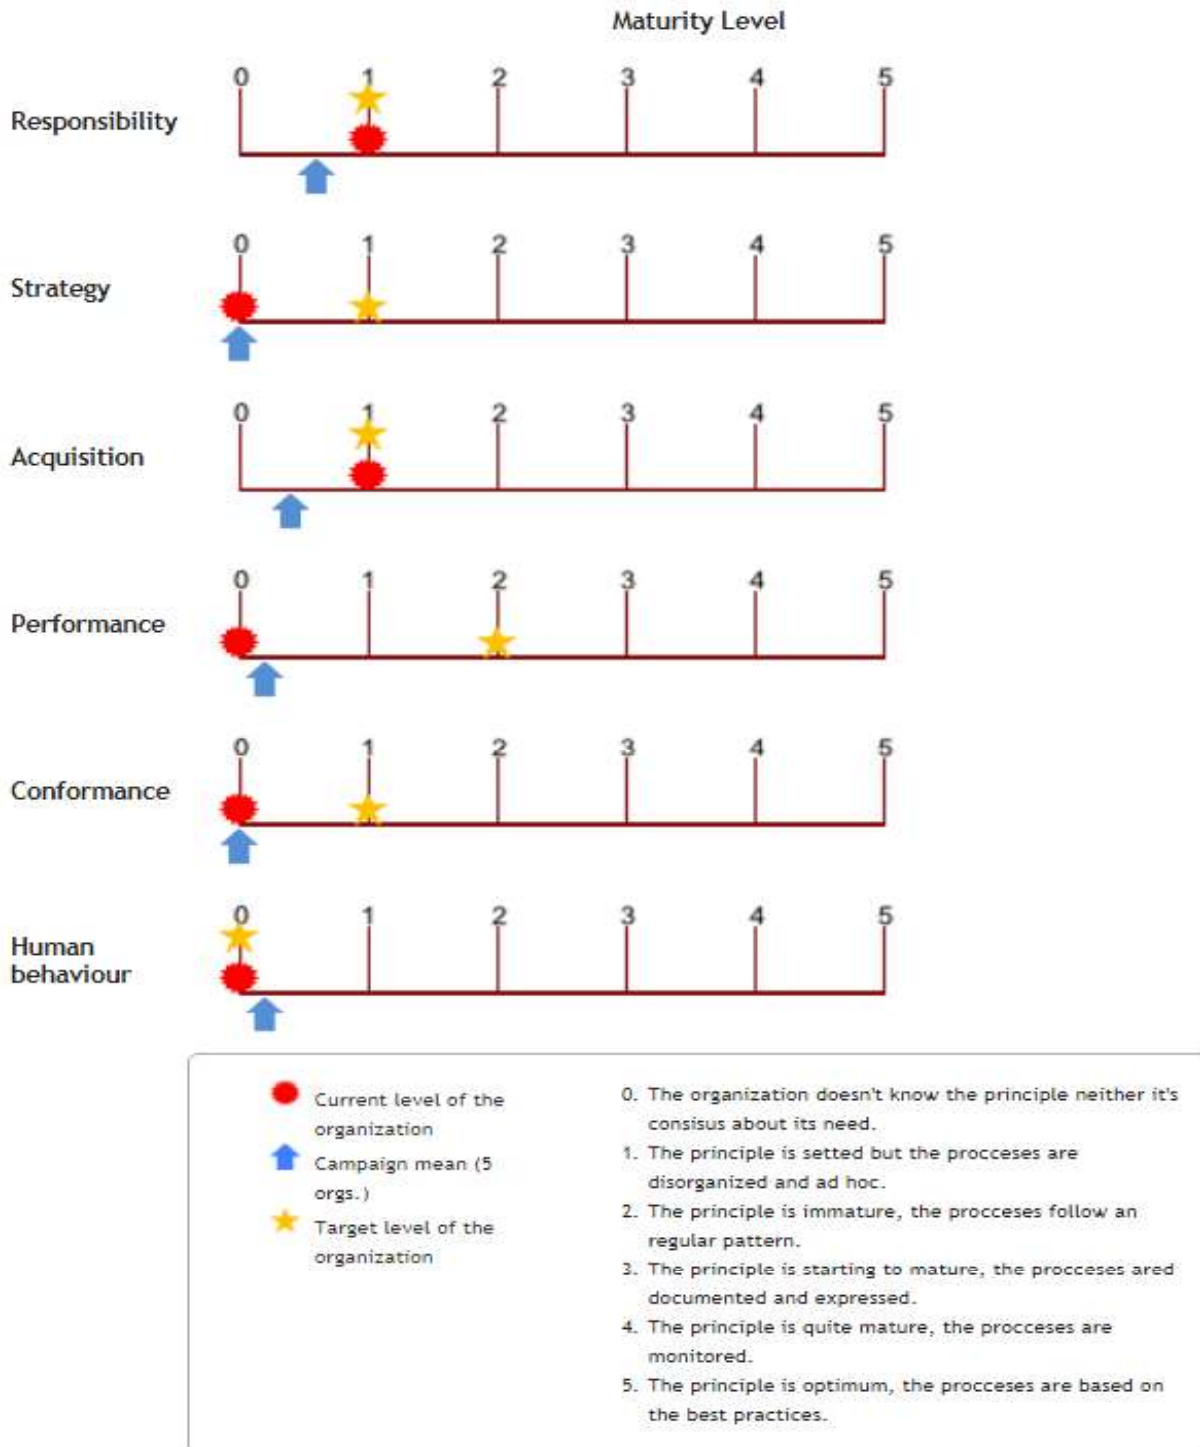 Maturity Level
0 1 2 3 4 5
Responsibility
0 1 2 3 4 5
Strategy
0 1 2 3 4 5
Acquisition
0 1 2 3 4 5
Performance
0 1 2 3 4 5
Conformance
0 1 2 3 4 5
Human
behaviour
Current level of the
organization
Campaign mean (5
orgs.)
Target level of the
organization
0. The organization doesn't know the principle neither it's
consisus about its need.
1. The principle is setted but the procceses are
disorganized and ad hoc.
2. The principle is immature, the procceses follow an
regular pattern.
3. The principle is starting to mature, the procceses ared
documented and expressed.
4. The principle is quite mature, the procceses are
monitored.
5. The principle is optimum, the procceses are based on
the best practices.